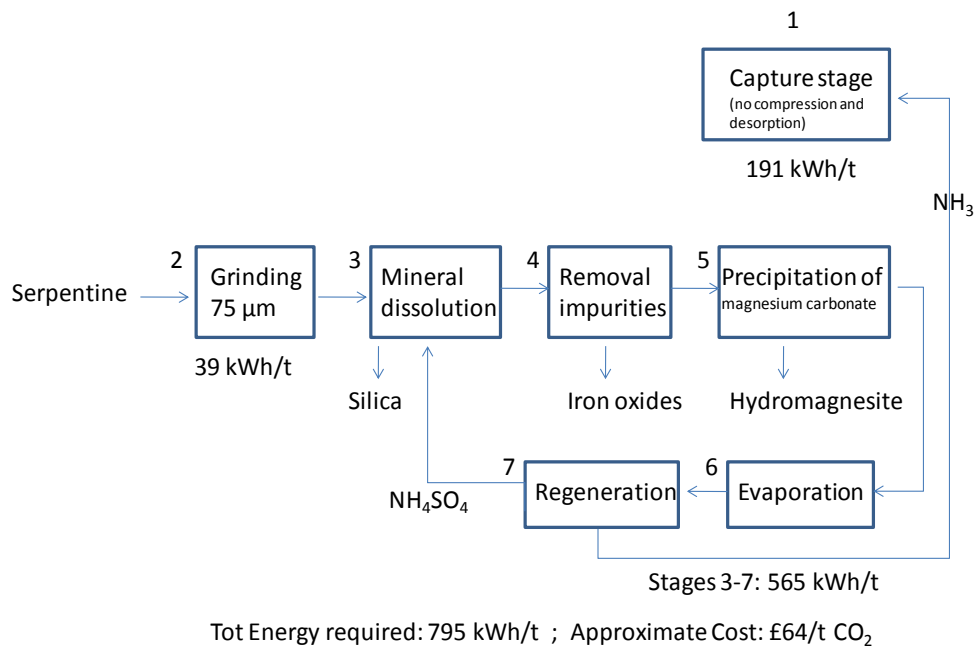 1
Capture stage
(no compression and
desorption)
191 kWh/t
NH₃
2
3
4
5
Serpentine
Grinding
75 µm
Mineral
dissolution
Removal
impurities
Precipitation of
magnesium carbonate
39 kWh/t
Silica
Iron oxides
Hydromagnesite
7
6
NH₄SO₄
Regeneration
Evaporation
Stages 3-7: 565 kWh/t
Tot Energy required: 795 kWh/t ; Approximate Cost: £64/t CO₂